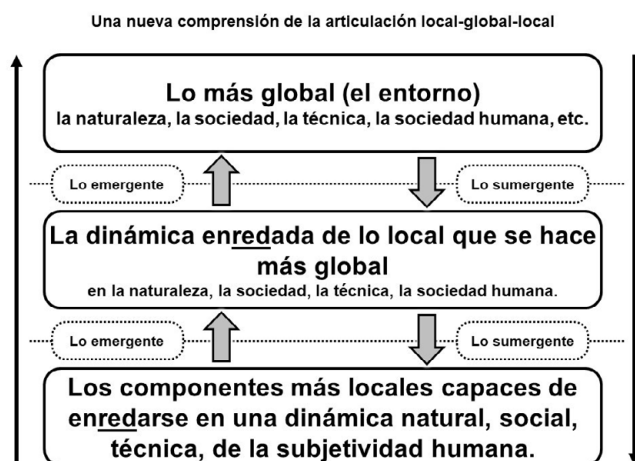 Una nueva comprensión de la articulación local-global-local
Lo más global (el entorno)
la naturaleza, la sociedad, la técnica, la sociedad humana, etc.
Lo emergente
Lo sumergente
La dinámica enredada de lo local que se hace
más global
en la naturaleza, la sociedad, la técnica, la sociedad humana.
Lo emergente
Lo sumergente
Los componentes más locales capaces de
enredarse en una dinámica natural, social,
técnica, de la subjetividad humana.